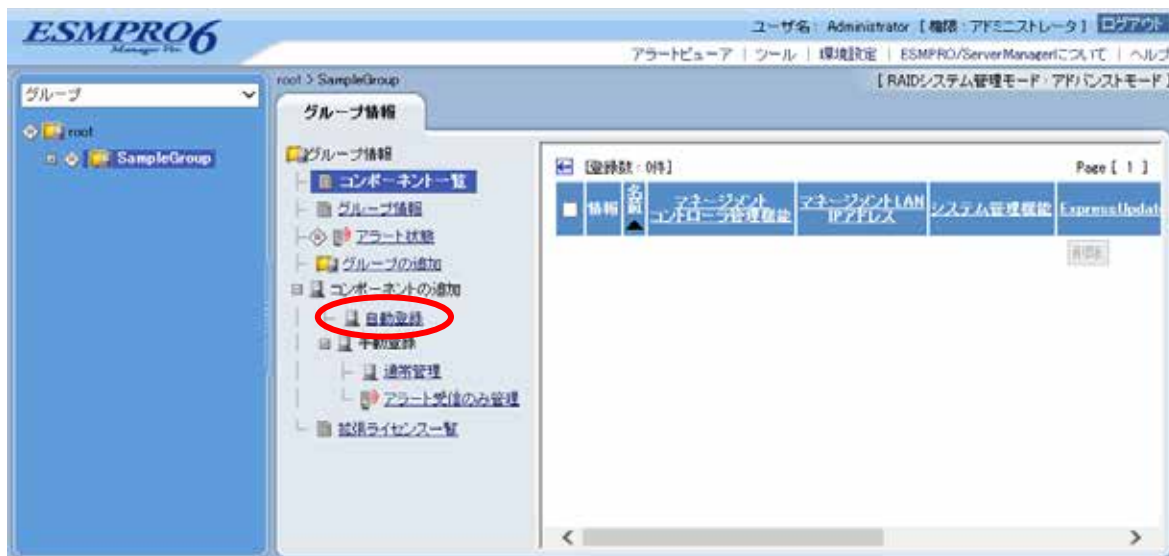 ESMPRO6
ユーザ名： Administrator 【 権限 : アドミニストレータ 】 ログアウト
アラートビューア | ツール | 環境設定 | ESMPRO/ServerManagerについて | ヘルプ
グループ
root
SampleGroup
root > SampleGroup
[ RAIDシステム管理モード : アドバンストモード ]
グループ情報
グループ情報
コンポーネント一覧
グループ情報
アラート状態
グループの追加
コンポーネントの追加
自動登録
手動登録
通常管理
アラート受信のみ管理
拡張ライセンス一覧
[登録数 : 0件]
Page [ 1 ]
情報
名前
マネージメント
コントローラ管理機能
マネージメントLAN
IPアドレス
システム管理機能
ExpressUpdat
削除